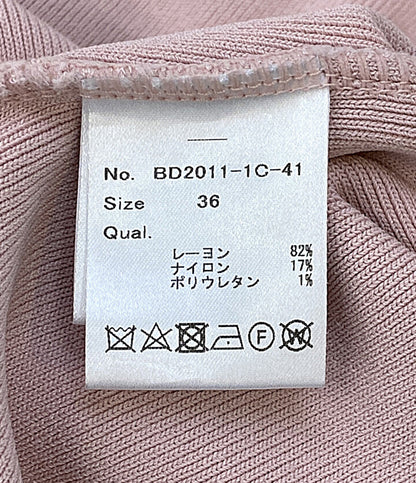 No. BD2011-1C-41
Size 36
Qual.
レーヨン 82%
ナイロン 17%
ポリウレタン 1%
F W